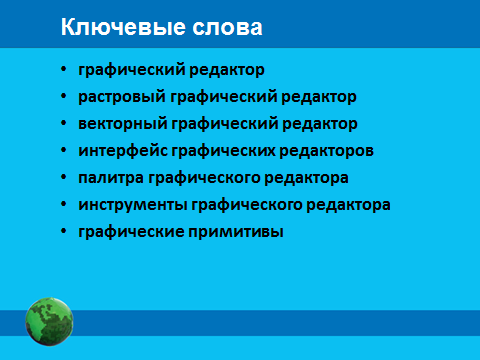 Ключевые слова
• графический редактор
• растровый графический редактор
• векторный графический редактор
• интерфейс графических редакторов
• палитра графического редактора
• инструменты графического редактора
• графические примитивы